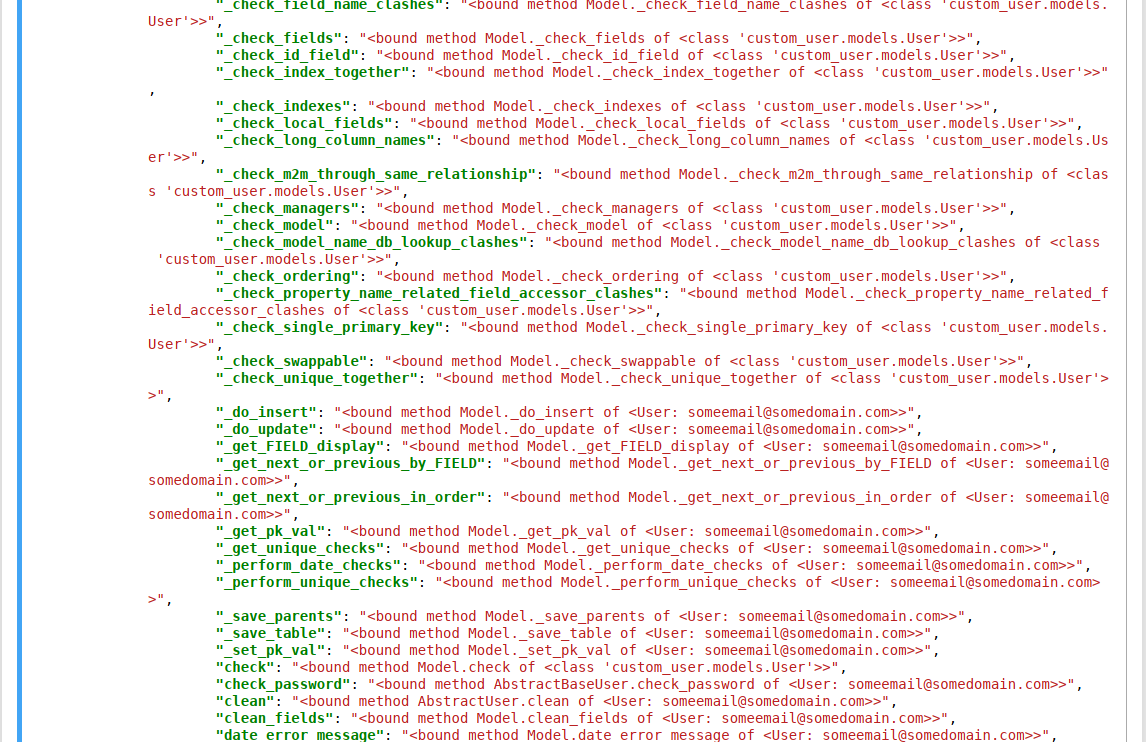 "_check_field_name_clashes": "<bound method Model._check_field_name_clashes of <class 'custom_user.models.
User'>>",
"_check_fields": "<bound method Model._check_fields of <class 'custom_user.models.User'>>",
"_check_id_field": "<bound method Model._check_id_field of <class 'custom_user.models.User'>>",
"_check_index_together": "<bound method Model._check_index_together of <class 'custom_user.models.User'>>"
,
"_check_indexes": "<bound method Model._check_indexes of <class 'custom_user.models.User'>>",
"_check_local_fields": "<bound method Model._check_local_fields of <class 'custom_user.models.User'>>",
"_check_long_column_names": "<bound method Model._check_long_column_names of <class 'custom_user.models.Us
er'>>",
"_check_m2m_through_same_relationship": "<bound method Model._check_m2m_through_same_relationship of <clas
s 'custom_user.models.User'>>",
"_check_managers": "<bound method Model._check_managers of <class 'custom_user.models.User'>>",
"_check_model": "<bound method Model._check_model of <class 'custom_user.models.User'>>",
"_check_model_name_db_lookup_clashes": "<bound method Model._check_model_name_db_lookup_clashes of <class
'custom_user.models.User'>>",
"_check_ordering": "<bound method Model._check_ordering of <class 'custom_user.models.User'>>",
"_check_property_name_related_field_accessor_clashes": "<bound method Model._check_property_name_related_f
ield_accessor_clashes of <class 'custom_user.models.User'>>",
"_check_single_primary_key": "<bound method Model._check_single_primary_key of <class 'custom_user.models.
User'>>",
"_check_swappable": "<bound method Model._check_swappable of <class 'custom_user.models.User'>>",
"_check_unique_together": "<bound method Model._check_unique_together of <class 'custom_user.models.User'>
>",
"_do_insert": "<bound method Model._do_insert of <User: someemail@somedomain.com>>",
"_do_update": "<bound method Model._do_update of <User: someemail@somedomain.com>>",
"_get_FIELD_display": "<bound method Model._get_FIELD_display of <User: someemail@somedomain.com>>",
"_get_next_or_previous_by_FIELD": "<bound method Model._get_next_or_previous_by_FIELD of <User: someemail@
somedomain.com>>",
"_get_next_or_previous_in_order": "<bound method Model._get_next_or_previous_in_order of <User: someemail@
somedomain.com>>",
"_get_pk_val": "<bound method Model._get_pk_val of <User: someemail@somedomain.com>>",
"_get_unique_checks": "<bound method Model._get_unique_checks of <User: someemail@somedomain.com>>",
"_perform_date_checks": "<bound method Model._perform_date_checks of <User: someemail@somedomain.com>>",
"_perform_unique_checks": "<bound method Model._perform_unique_checks of <User: someemail@somedomain.com>
>",
"_save_parents": "<bound method Model._save_parents of <User: someemail@somedomain.com>>",
"_save_table": "<bound method Model._save_table of <User: someemail@somedomain.com>>",
"_set_pk_val": "<bound method Model._set_pk_val of <User: someemail@somedomain.com>>",
"check": "<bound method Model.check of <class 'custom_user.models.User'>>",
"check_password": "<bound method AbstractBaseUser.check_password of <User: someemail@somedomain.com>>",
"clean": "<bound method AbstractUser.clean of <User: someemail@somedomain.com>>",
"clean_fields": "<bound method Model.clean_fields of <User: someemail@somedomain.com>>",
"date_error_message": "<bound method Model.date_error_message of <User: someemail@somedomain.com>>",